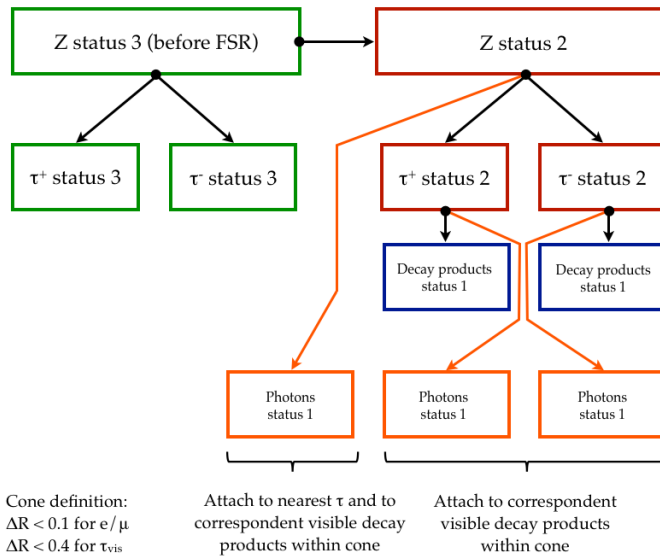 Z status 3 (before FSR)
Z status 2
τ⁺ status 3
τ⁻ status 3
τ⁺ status 2
τ⁻ status 2
Decay products
status 1
Decay products
status 1
Photons
status 1
Photons
status 1
Photons
status 1
Cone definition:
ΔR < 0.1 for e/μ
ΔR < 0.4 for τvis
Attach to nearest τ and to
correspondent visible decay
products within cone
Attach to correspondent
visible decay products
within cone